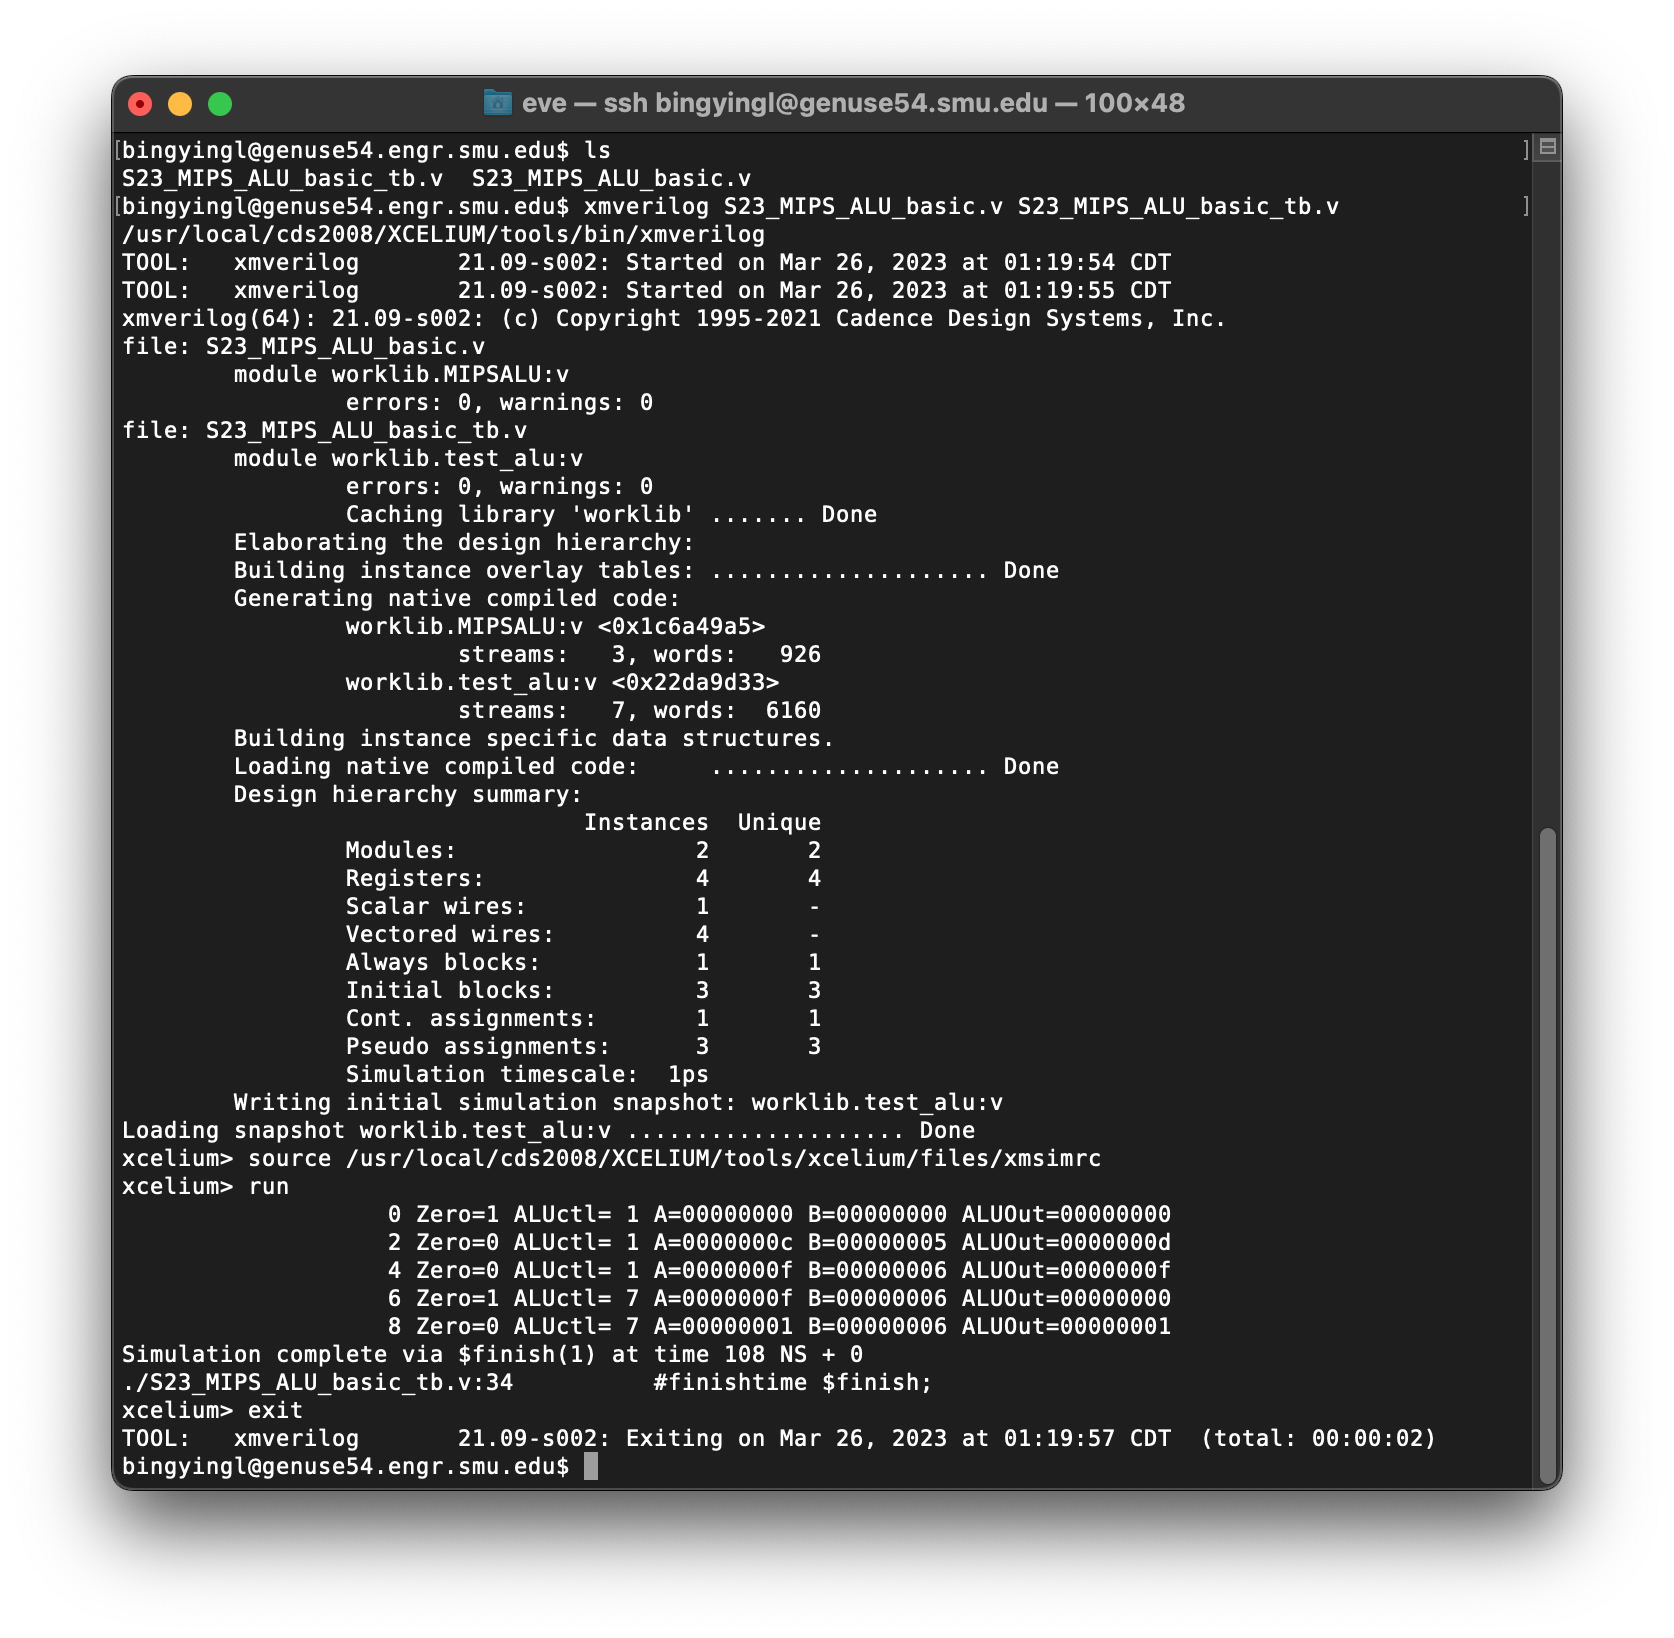 eve — ssh bingyingl@genuse54.smu.edu — 100×48
[bingyingl@genuse54.engr.smu.edu$ ls ]
S23_MIPS_ALU_basic_tb.v  S23_MIPS_ALU_basic.v
[bingyingl@genuse54.engr.smu.edu$ xmverilog S23_MIPS_ALU_basic.v S23_MIPS_ALU_basic_tb.v ]
/usr/local/cds2008/XCELIUM/tools/bin/xmverilog
TOOL:   xmverilog       21.09-s002: Started on Mar 26, 2023 at 01:19:54 CDT
TOOL:   xmverilog       21.09-s002: Started on Mar 26, 2023 at 01:19:55 CDT
xmverilog(64): 21.09-s002: (c) Copyright 1995-2021 Cadence Design Systems, Inc.
file: S23_MIPS_ALU_basic.v
        module worklib.MIPSALU:v
                errors: 0, warnings: 0
file: S23_MIPS_ALU_basic_tb.v
        module worklib.test_alu:v
                errors: 0, warnings: 0
                Caching library 'worklib' ....... Done
        Elaborating the design hierarchy:
        Building instance overlay tables: .................... Done
        Generating native compiled code:
                worklib.MIPSALU:v <0x1c6a49a5>
                        streams:   3, words:   926
                worklib.test_alu:v <0x22da9d33>
                        streams:   7, words:  6160
        Building instance specific data structures.
        Loading native compiled code:     .................... Done
        Design hierarchy summary:
                                 Instances  Unique
                Modules:                 2       2
                Registers:               4       4
                Scalar wires:            1       -
                Vectored wires:          4       -
                Always blocks:           1       1
                Initial blocks:          3       3
                Cont. assignments:       1       1
                Pseudo assignments:      3       3
                Simulation timescale:  1ps
        Writing initial simulation snapshot: worklib.test_alu:v
Loading snapshot worklib.test_alu:v .................... Done
xcelium> source /usr/local/cds2008/XCELIUM/tools/xcelium/files/xmsimrc
xcelium> run
                   0 Zero=1 ALUctl= 1 A=00000000 B=00000000 ALUOut=00000000
                   2 Zero=0 ALUctl= 1 A=0000000c B=00000005 ALUOut=0000000d
                   4 Zero=0 ALUctl= 1 A=0000000f B=00000006 ALUOut=0000000f
                   6 Zero=1 ALUctl= 7 A=0000000f B=00000006 ALUOut=00000000
                   8 Zero=0 ALUctl= 7 A=00000001 B=00000006 ALUOut=00000001
Simulation complete via $finish(1) at time 108 NS + 0
./S23_MIPS_ALU_basic_tb.v:34          #finishtime $finish;
xcelium> exit
TOOL:   xmverilog       21.09-s002: Exiting on Mar 26, 2023 at 01:19:57 CDT  (total: 00:00:02)
bingyingl@genuse54.engr.smu.edu$